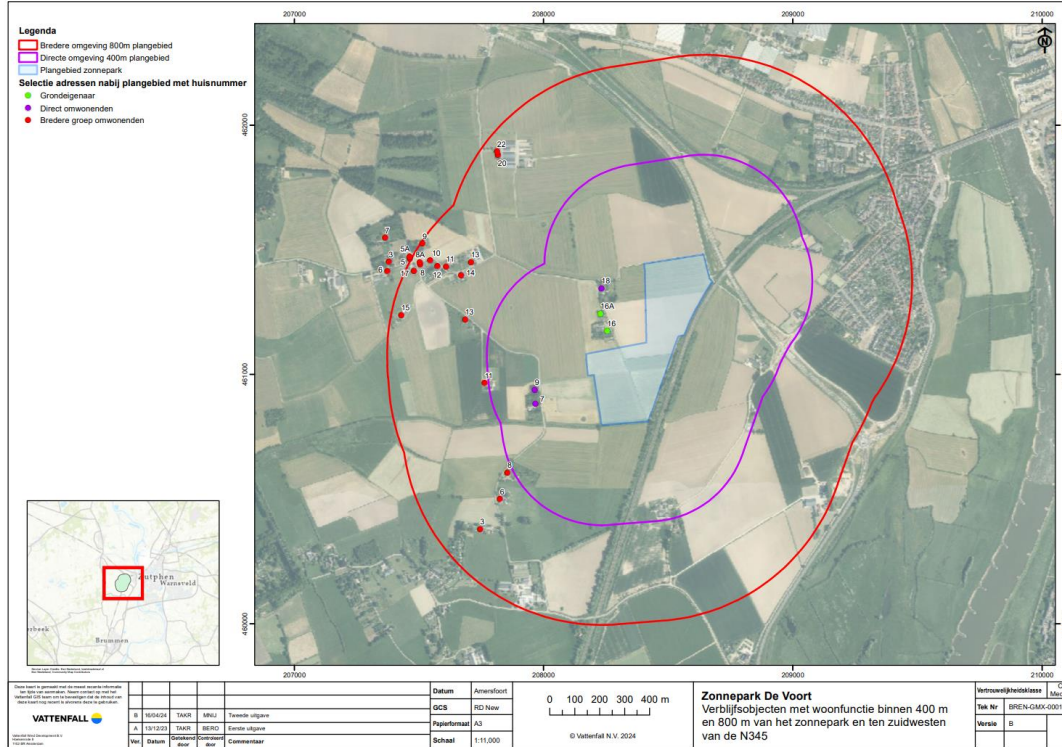 207000
208000
209000
210000
Legenda
Bredere omgeving 800m plangebied
Directe omgeving 400m plangebied
Plangebied zonnepark
Selectie adressen nabij plangebied met huisnummer
Grondeigenaar
Direct omwonenden
Bredere groep omwonenden
N
462000
461000
460000
22
20
7
9
5A
3
5
8A
10
13
6
17
8
12
11
14
15
13
18
16A
16
11
9
7
8
6
3
Zutphen
Warnsveld
Brummen
207000
208000
209000
210000
VATTENFALL
B 16/04/24 TAKR MNIJ Tweede uitgave
A 13/12/23 TAKR BERO Eerste uitgave
Ver. Datum Getekend door Controleerd door Commentaar
Datum Amersfoort
GCS RD New
Papierformaat A3
Schaal 1:11,000
0 100 200 300 400 m
© Vattenfall N.V. 2024
Zonnepark De Voort
Verblijfsobjecten met woonfunctie binnen 400 m
en 800 m van het zonnepark en ten zuidwesten
van de N345
Vertrouwelijkheidsklasse
Tek Nr BREN-GMX-0001
Versie B